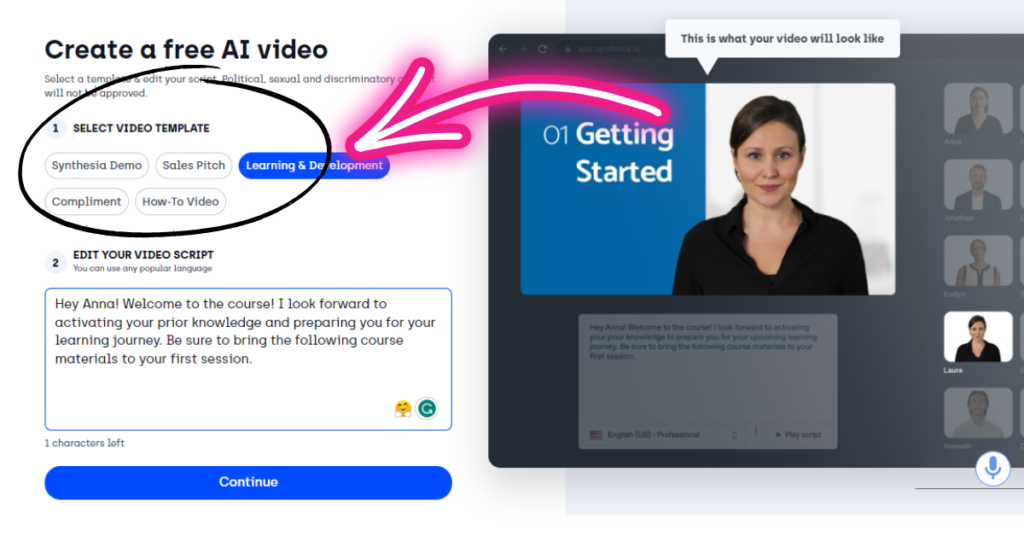 Create a free AI video
Select a template & edit your script. Political, sexual and discriminatory
will not be approved.
1 SELECT VIDEO TEMPLATE
Synthesia Demo
Sales Pitch
Learning & Development
Compliment
How-To Video
2 EDIT YOUR VIDEO SCRIPT
You can use any popular language
Hey Anna! Welcome to the course! I look forward to
activating your prior knowledge and preparing you for your
learning journey. Be sure to bring the following course
materials to your first session.
1 characters left
Continue
This is what your video will look like
app.synthesia.io
01 Getting
Started
Hey Anna! Welcome to the course! I look forward to activating
your prior knowledge to prepare you for your upcoming learning
journey. Be sure to bring the following course materials to your
first session.
English (US) - Professional
Play script
Anna
Jonathan
Evelyn
Laura
Kenneth